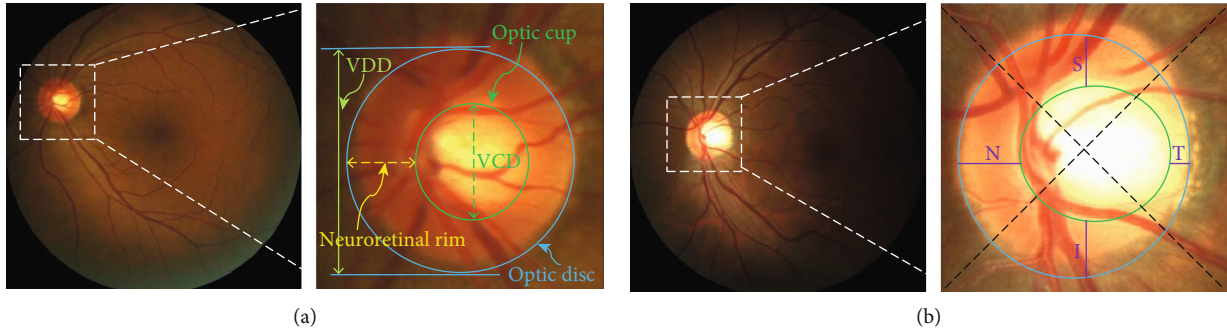 Optic cup
VDD
VCD
Neuroretinal rim
Optic disc
S
N
T
I
(a)
(b)